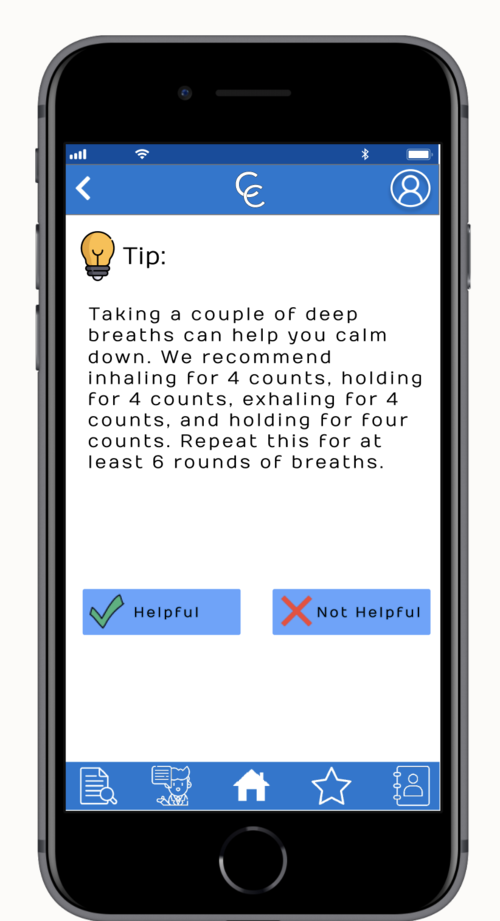 CC
Tip:
Taking a couple of deep
breaths can help you calm
down. We recommend
inhaling for 4 counts, holding
for 4 counts, exhaling for 4
counts, and holding for four
counts. Repeat this for at
least 6 rounds of breaths.
Helpful
Not Helpful